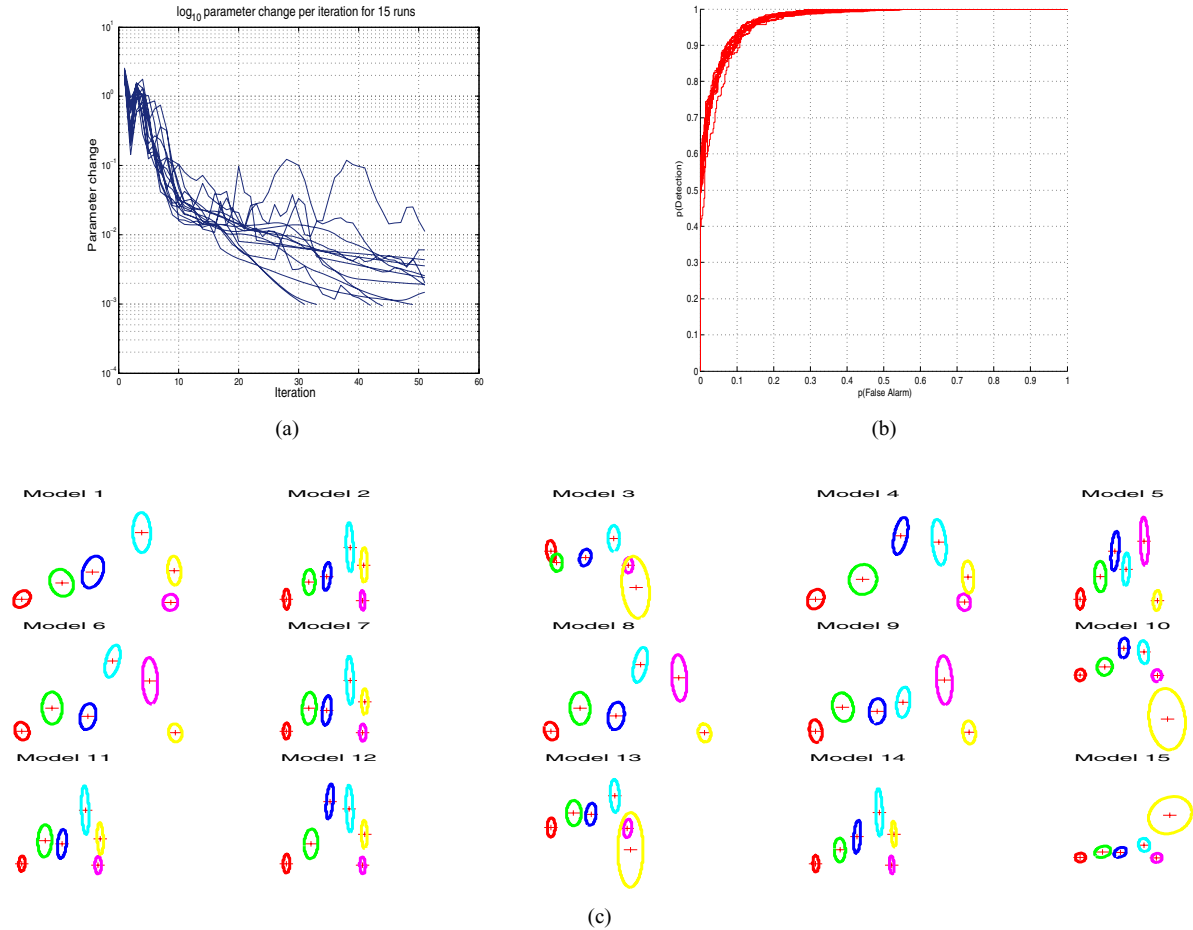 log10 parameter change per iteration for 15 runs
Parameter change
10^1
10^0
10^-1
10^-2
10^-3
10^-4
0 10 20 30 40 50 60
Iteration
(a)
p(Detection)
1
0.9
0.8
0.7
0.6
0.5
0.4
0.3
0.2
0.1
0
0 0.1 0.2 0.3 0.4 0.5 0.6 0.7 0.8 0.9 1
p(False Alarm)
(b)
Model 1 Model 2 Model 3 Model 4 Model 5
Model 6 Model 7 Model 8 Model 9 Model 10
Model 11 Model 12 Model 13 Model 14 Model 15
(c)